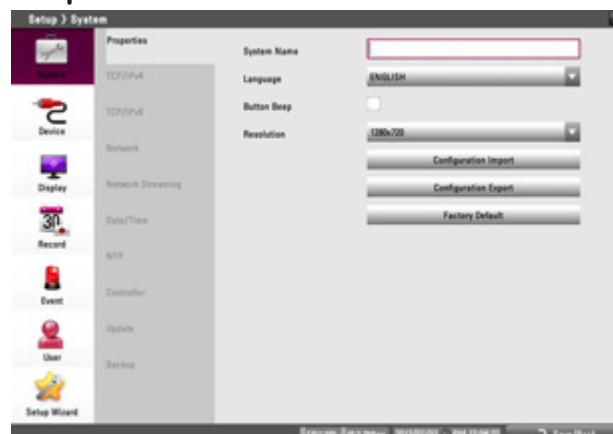 Setup > System
Properties
System Name
System
TCP/IPv4
Language
ENGLISH
TCP/IPv6
Button Beep
Device
Resolution
1280x720
Network
Configuration Import
Display
Network Streaming
Configuration Export
Date/Time
Factory Default
Record
NTP
Event
Controller
Update
User
Backup
Setup Wizard